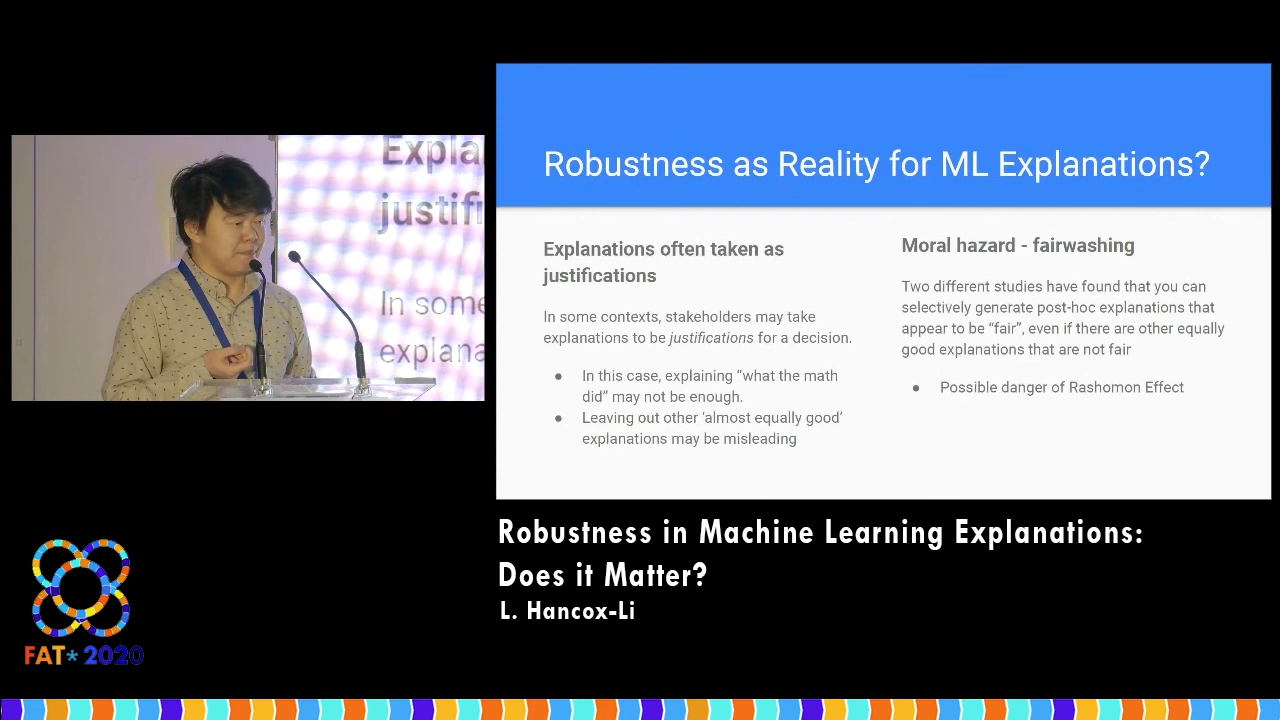 Expla
justifi
In some
explana
Robustness as Reality for ML Explanations?
Explanations often taken as
justifications
In some contexts, stakeholders may take
explanations to be justifications for a decision.
● In this case, explaining “what the math
did” may not be enough.
● Leaving out other ‘almost equally good’
explanations may be misleading
Moral hazard - fairwashing
Two different studies have found that you can
selectively generate post-hoc explanations that
appear to be “fair”, even if there are other equally
good explanations that are not fair
● Possible danger of Rashomon Effect
Robustness in Machine Learning Explanations:
Does it Matter?
L. Hancox-Li
FAT* 2020